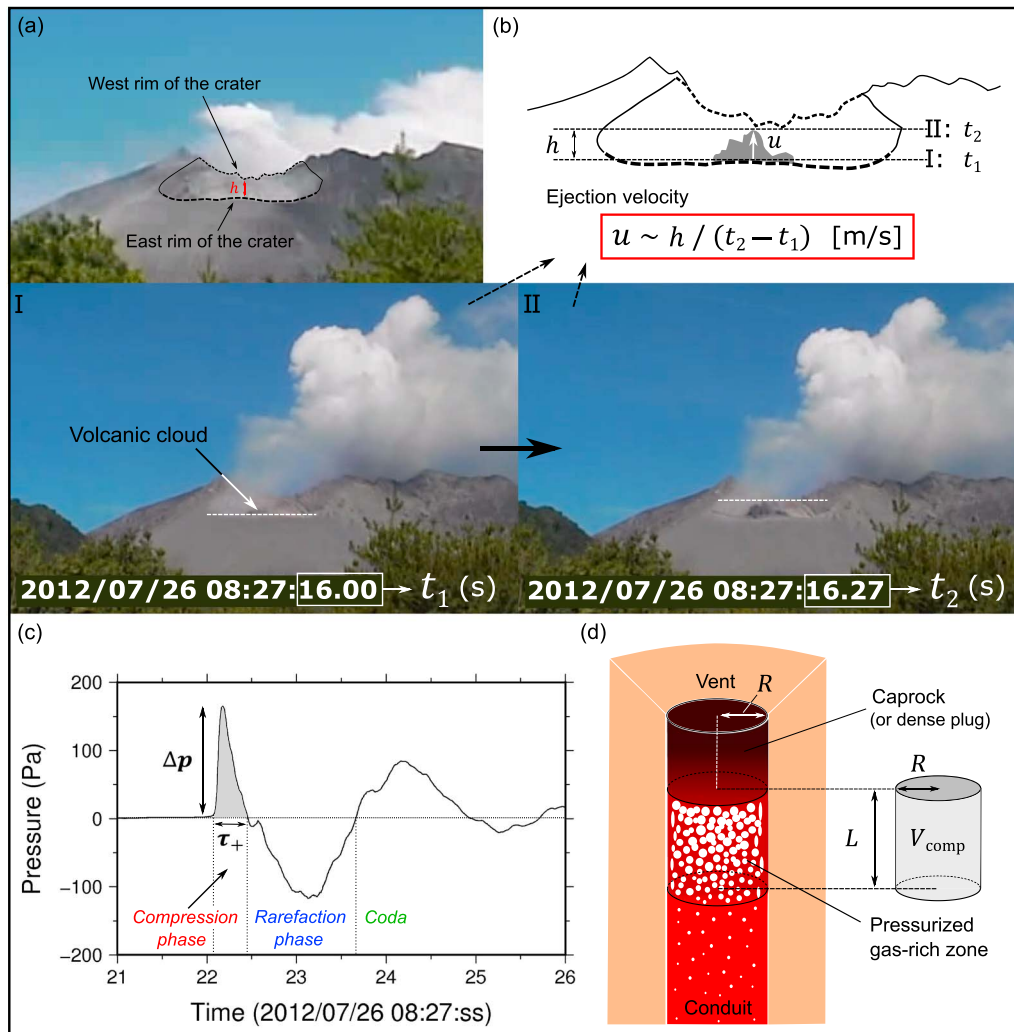 (a)
West rim of the crater
h
East rim of the crater
(b)
h
u
II: t₂
I: t₁
Ejection velocity
u ~ h / (t₂ − t₁) [m/s]
I
Volcanic cloud
2012/07/26 08:27:16.00 t₁ (s)
II
2012/07/26 08:27:16.27 t₂ (s)
(c)
Pressure (Pa)
200
100
0
−100
−200
Δp
τ₊
Compression
phase
Rarefaction
phase
Coda
21 22 23 24 25 26
Time (2012/07/26 08:27:ss)
(d)
Vent
R
Caprock
(or dense plug)
R
L
V_comp
Pressurized
gas-rich zone
Conduit